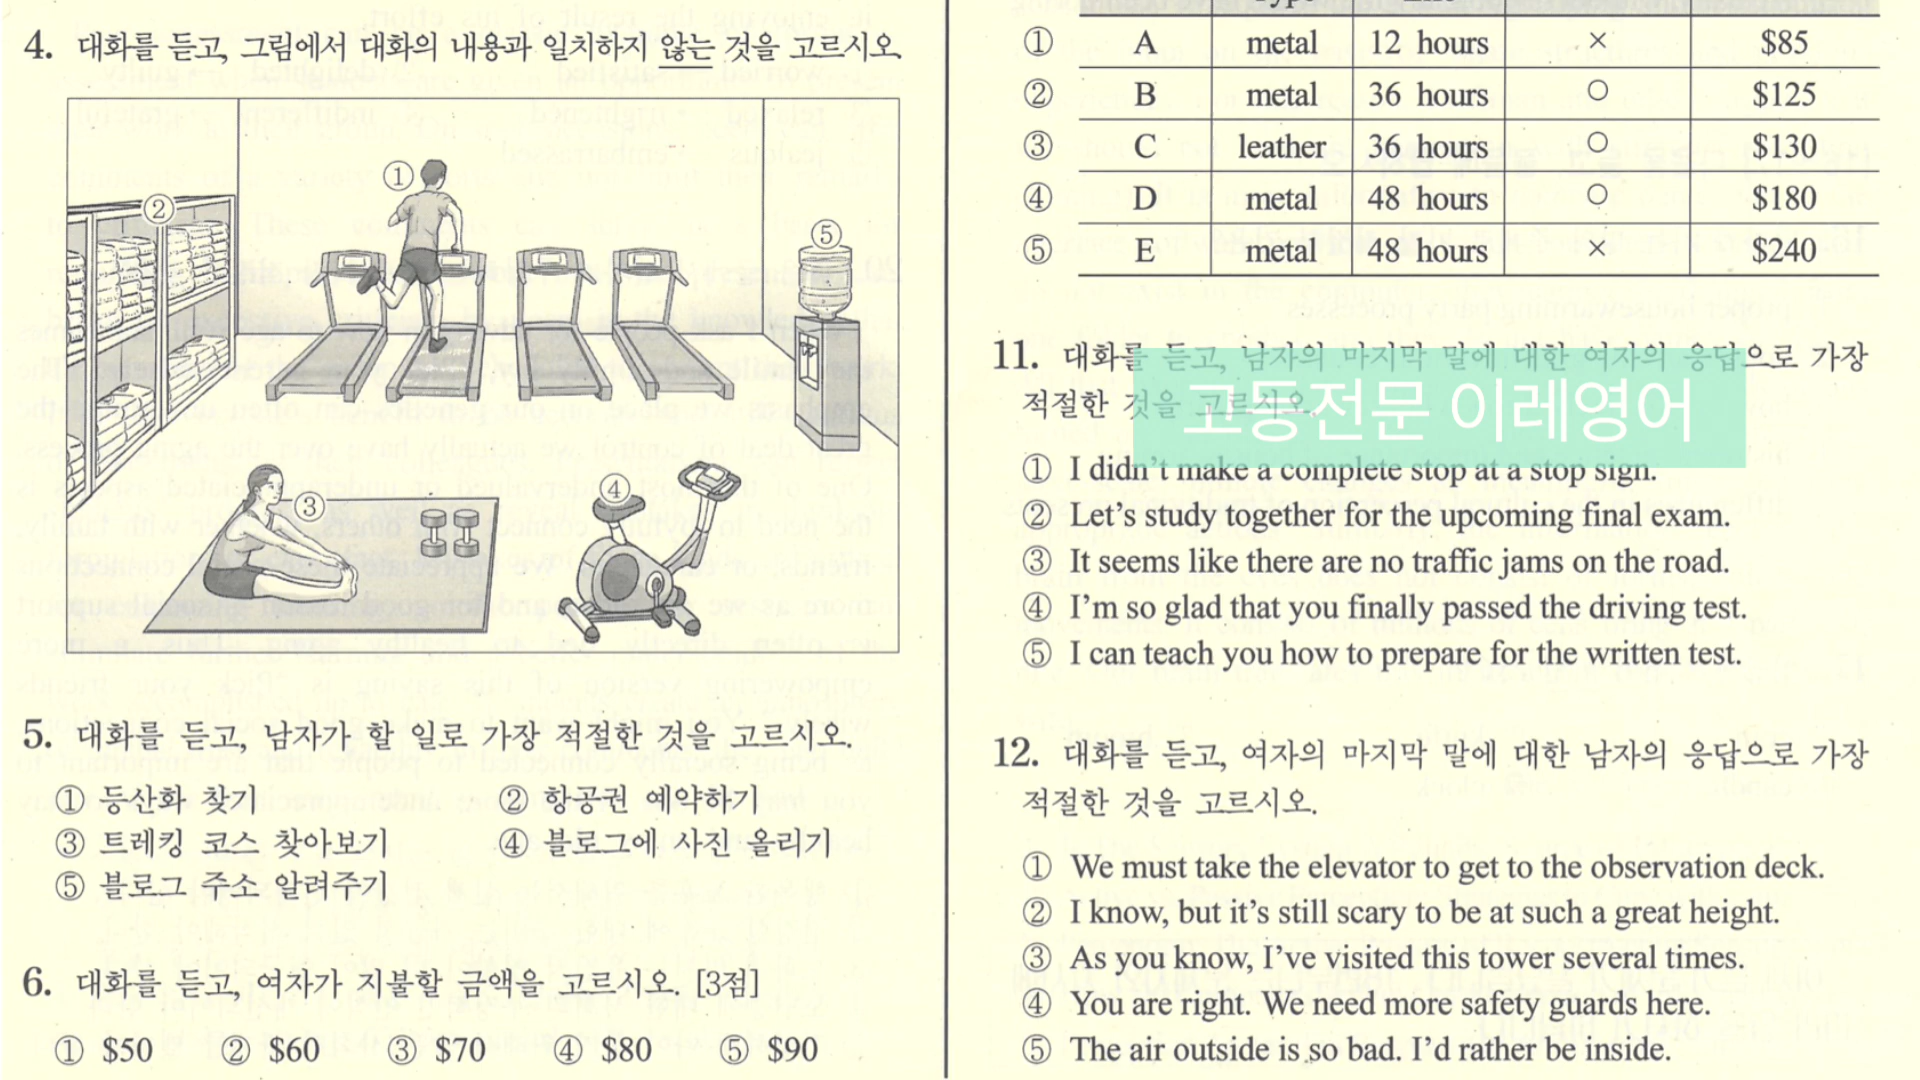 4. 대화를 듣고, 그림에서 대화의 내용과 일치하지 않는 것을 고르시오.
①
②
③
④
⑤
5. 대화를 듣고, 남자가 할 일로 가장 적절한 것을 고르시오.
① 등산화 찾기 ② 항공권 예약하기
③ 트레킹 코스 찾아보기 ④ 블로그에 사진 올리기
⑤ 블로그 주소 알려주기
6. 대화를 듣고, 여자가 지불할 금액을 고르시오. [3점]
① $50 ② $60 ③ $70 ④ $80 ⑤ $90
① A metal 12 hours × $85
② B metal 36 hours ○ $125
③ C leather 36 hours ○ $130
④ D metal 48 hours ○ $180
⑤ E metal 48 hours × $240
11. 대화를 듣고, 남자의 마지막 말에 대한 여자의 응답으로 가장
적절한 것을 고르시오.
고등전문 이레영어
① I didn't make a complete stop at a stop sign.
② Let's study together for the upcoming final exam.
③ It seems like there are no traffic jams on the road.
④ I'm so glad that you finally passed the driving test.
⑤ I can teach you how to prepare for the written test.
12. 대화를 듣고, 여자의 마지막 말에 대한 남자의 응답으로 가장
적절한 것을 고르시오.
① We must take the elevator to get to the observation deck.
② I know, but it's still scary to be at such a great height.
③ As you know, I've visited this tower several times.
④ You are right. We need more safety guards here.
⑤ The air outside is so bad. I'd rather be inside.